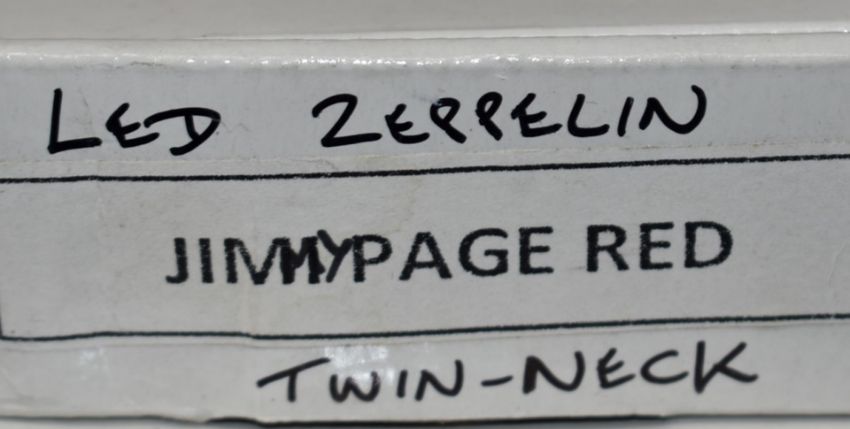 LED ZEPPELIN
JIMMYPAGE RED
TWIN-NECK